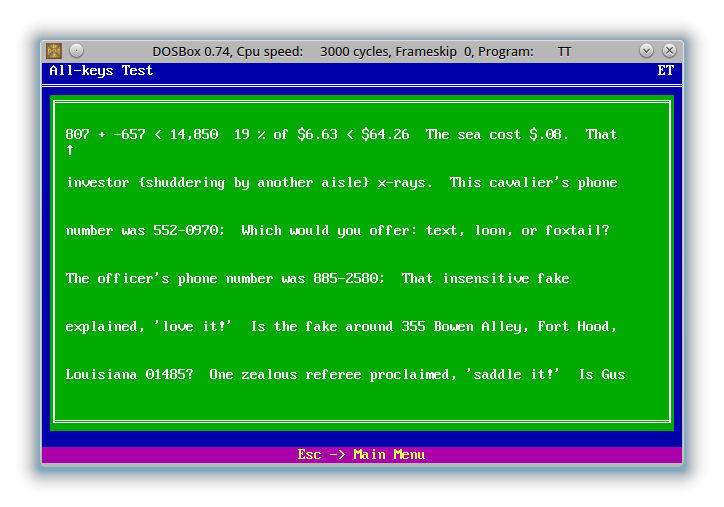 DOSBox 0.74, Cpu speed: 3000 cycles, Frameskip 0, Program: TT
All-keys Test ET
807 + -657 < 14,850  19 % of $6.63 < $64.26  The sea cost $.08.  That
↑
investor {shuddering by another aisle} x-rays.  This cavalier's phone
number was 552-0970;  Which would you offer: text, loon, or foxtail?
The officer's phone number was 885-2580;  That insensitive fake
explained, 'love it!'  Is the fake around 355 Bowen Alley, Fort Hood,
Louisiana 01485?  One zealous referee proclaimed, 'saddle it!'  Is Gus
Esc -> Main Menu